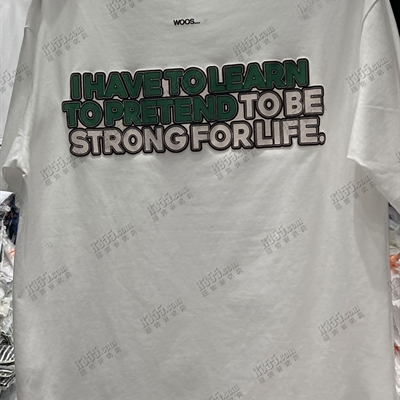 WOOS...
I HAVE TO LEARN
TO PRETEND TO BE
STRONG FOR LIFE.